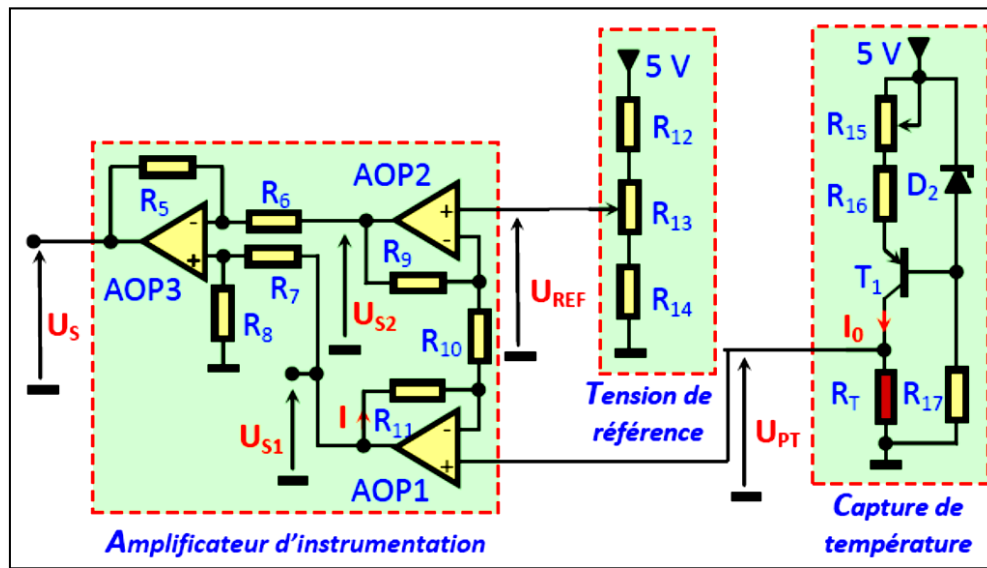 5 V
R12
R13
R14
Tension de
référence
5 V
R15
R16
D2
T1
I0
RT
R17
UPT
Capture de
température
R5
R6
AOP2
-
+
AOP3
R7
R8
R9
R10
R11
+
-
US
US2
UREF
US1
I
-
+
AOP1
Amplificateur d'instrumentation